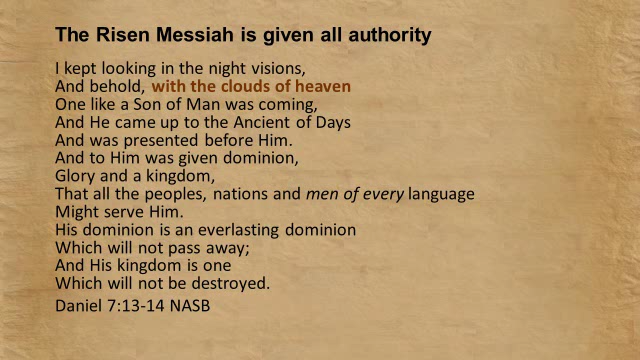 The Risen Messiah is given all authority
I kept looking in the night visions,
And behold, with the clouds of heaven
One like a Son of Man was coming,
And He came up to the Ancient of Days
And was presented before Him.
And to Him was given dominion,
Glory and a kingdom,
That all the peoples, nations and men of every language
Might serve Him.
His dominion is an everlasting dominion
Which will not pass away;
And His kingdom is one
Which will not be destroyed.
Daniel 7:13-14 NASB